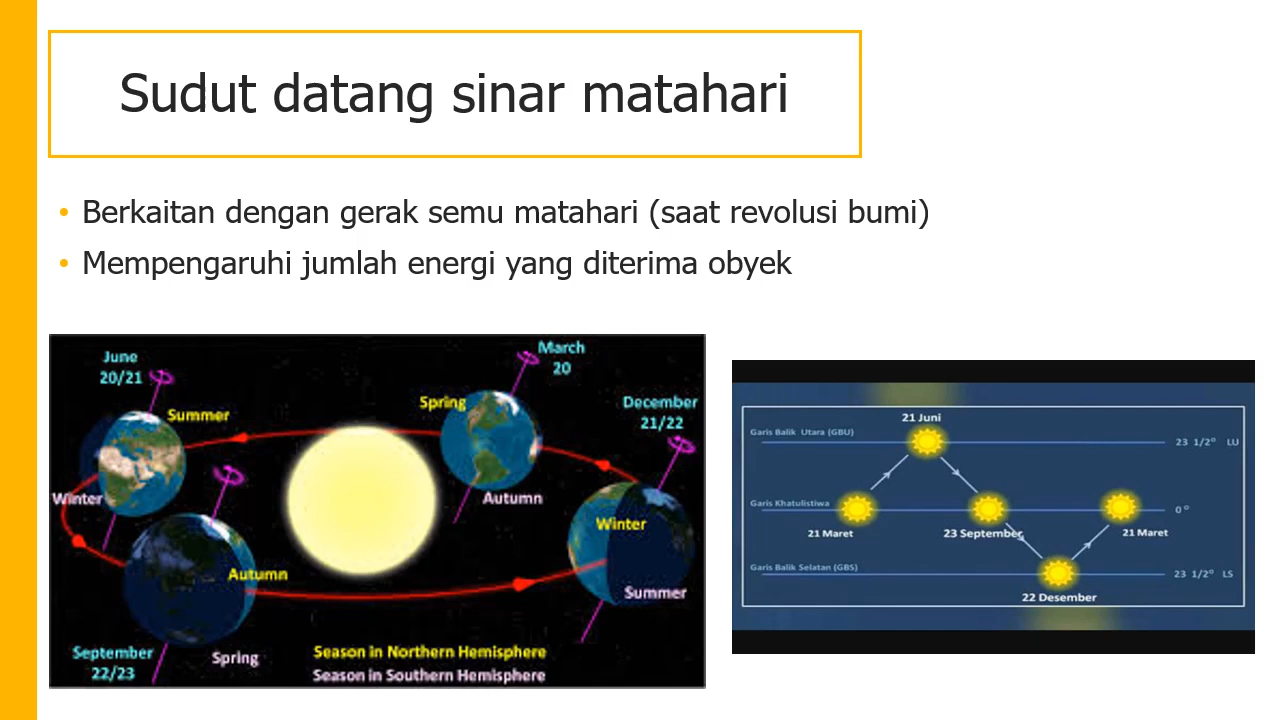 Sudut datang sinar matahari
• Berkaitan dengan gerak semu matahari (saat revolusi bumi)
• Mempengaruhi jumlah energi yang diterima obyek
June
20/21
Summer
Winter
March
20
Spring
Autumn
December
21/22
Winter
Summer
Autumn
September
22/23
Spring
Season in Northern Hemisphere
Season in Southern Hemisphere
21 Juni
Garis Balik Utara (GBU)
23 1/2° LU
Garis Khatulistiwa
0°
21 Maret
23 September
21 Maret
Garis Balik Selatan (GBS)
23 1/2° LS
22 Desember